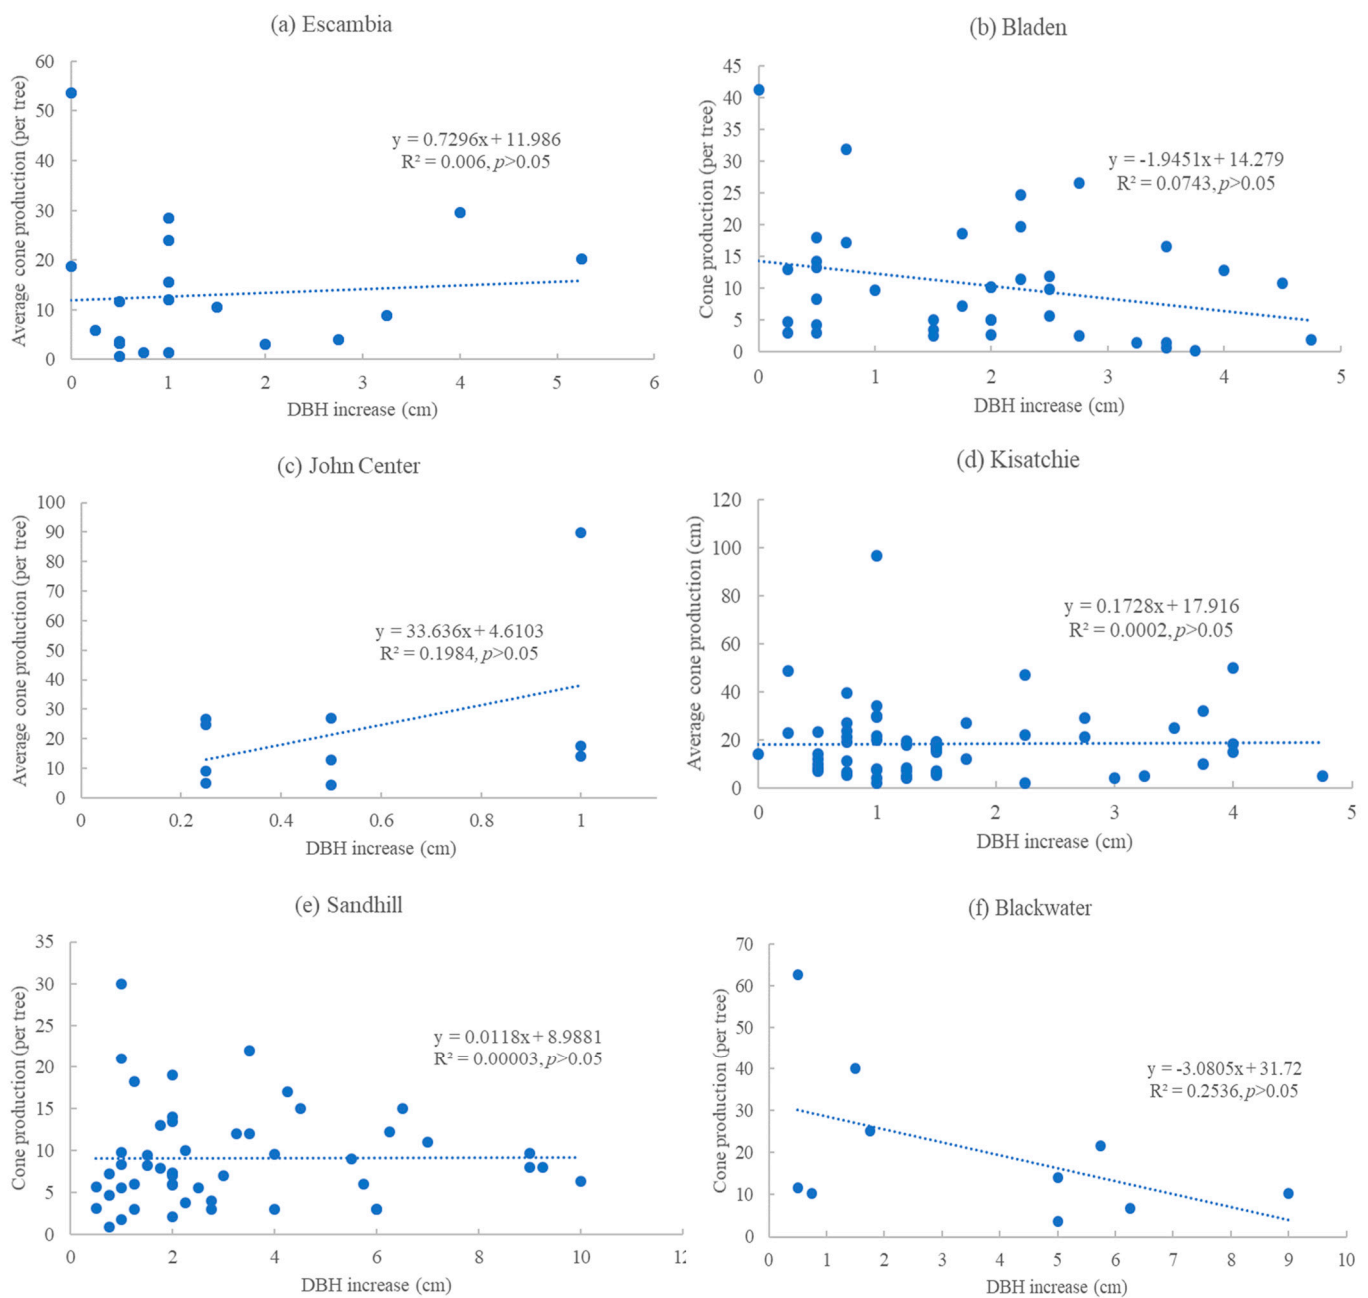 (a) Escambia
Average cone production (per tree)
60
50
40
30
20
10
0
y = 0.7296x + 11.986
R² = 0.006, p>0.05
0 1 2 3 4 5 6
DBH increase (cm)
(b) Bladen
Cone production (per tree)
45
40
35
30
25
20
15
10
5
0
y = -1.9451x + 14.279
R² = 0.0743, p>0.05
0 1 2 3 4 5
DBH increase (cm)
(c) John Center
Average cone production (per tree)
100
90
80
70
60
50
40
30
20
10
0
y = 33.636x + 4.6103
R² = 0.1984, p>0.05
0 0.2 0.4 0.6 0.8 1
DBH increase (cm)
(d) Kisatchie
Average cone production (cm)
120
100
80
60
40
20
0
y = 0.1728x + 17.916
R² = 0.0002, p>0.05
0 1 2 3 4 5
DBH increase (cm)
(e) Sandhill
Cone production (per tree)
35
30
25
20
15
10
5
0
y = 0.0118x + 8.9881
R² = 0.00003, p>0.05
0 2 4 6 8 10 12
DBH increase (cm)
(f) Blackwater
Cone production (per tree)
70
60
50
40
30
20
10
0
y = -3.0805x + 31.72
R² = 0.2536, p>0.05
0 1 2 3 4 5 6 7 8 9 10
DBH increase (cm)